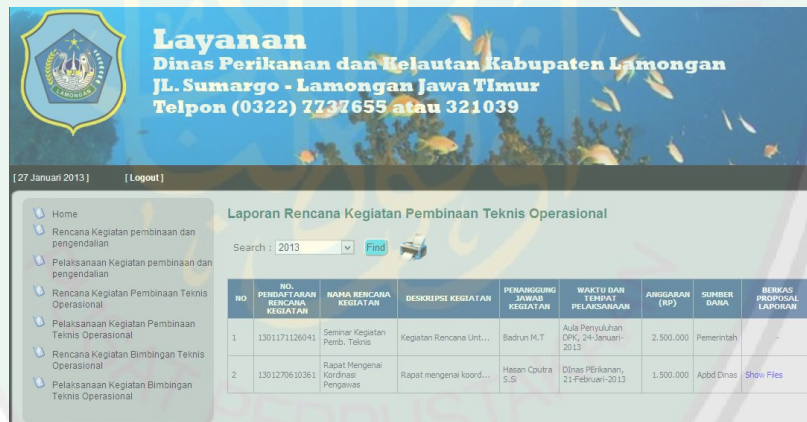 Layanan
Dinas Perikanan dan Kelautan Kabupaten Lamongan
JL. Sumargo - Lamongan Jawa TImur
Telpon (0322) 7737655 atau 321039
LAMONGAN
[ 27 Januari 2013 ] [ Logout ]
Home
Rencana Kegiatan pembinaan dan
pengendalian
Pelaksanaan Kegiatan pembinaan dan
pengendalian
Rencana Kegiatan Pembinaan Teknis
Operasional
Pelaksanaan Kegiatan Pembinaan
Teknis Operasional
Rencana Kegiatan Bimbingan Teknis
Operasional
Pelaksanaan Kegiatan Bimbingan
Teknis Operasional
Laporan Rencana Kegiatan Pembinaan Teknis Operasional
Search : 2013 Find
NO NO. PENDAFTARAN RENCANA KEGIATAN NAMA RENCANA KEGIATAN DESKRIPSI KEGIATAN PENANGGUNG JAWAB KEGIATAN WAKTU DAN TEMPAT PELAKSANAAN ANGGARAN (RP) SUMBER DANA BERKAS PROPOSAL LAPORAN
1 1301171126041 Seminar Kegiatan Pemb. Teknis Kegiatan Rencana Unt... Badrun M.T Aula Penyuluhan DPK, 24-Januari-2013 2.500.000 Pemerintah -
2 1301270610361 Rapat Mengenai Kordinasi Pengawas Rapat mengenai koord... Hasan Cputra S.Si DInas PErikanan, 21-Februari-2013 1.500.000 Apbd Dinas Show Files